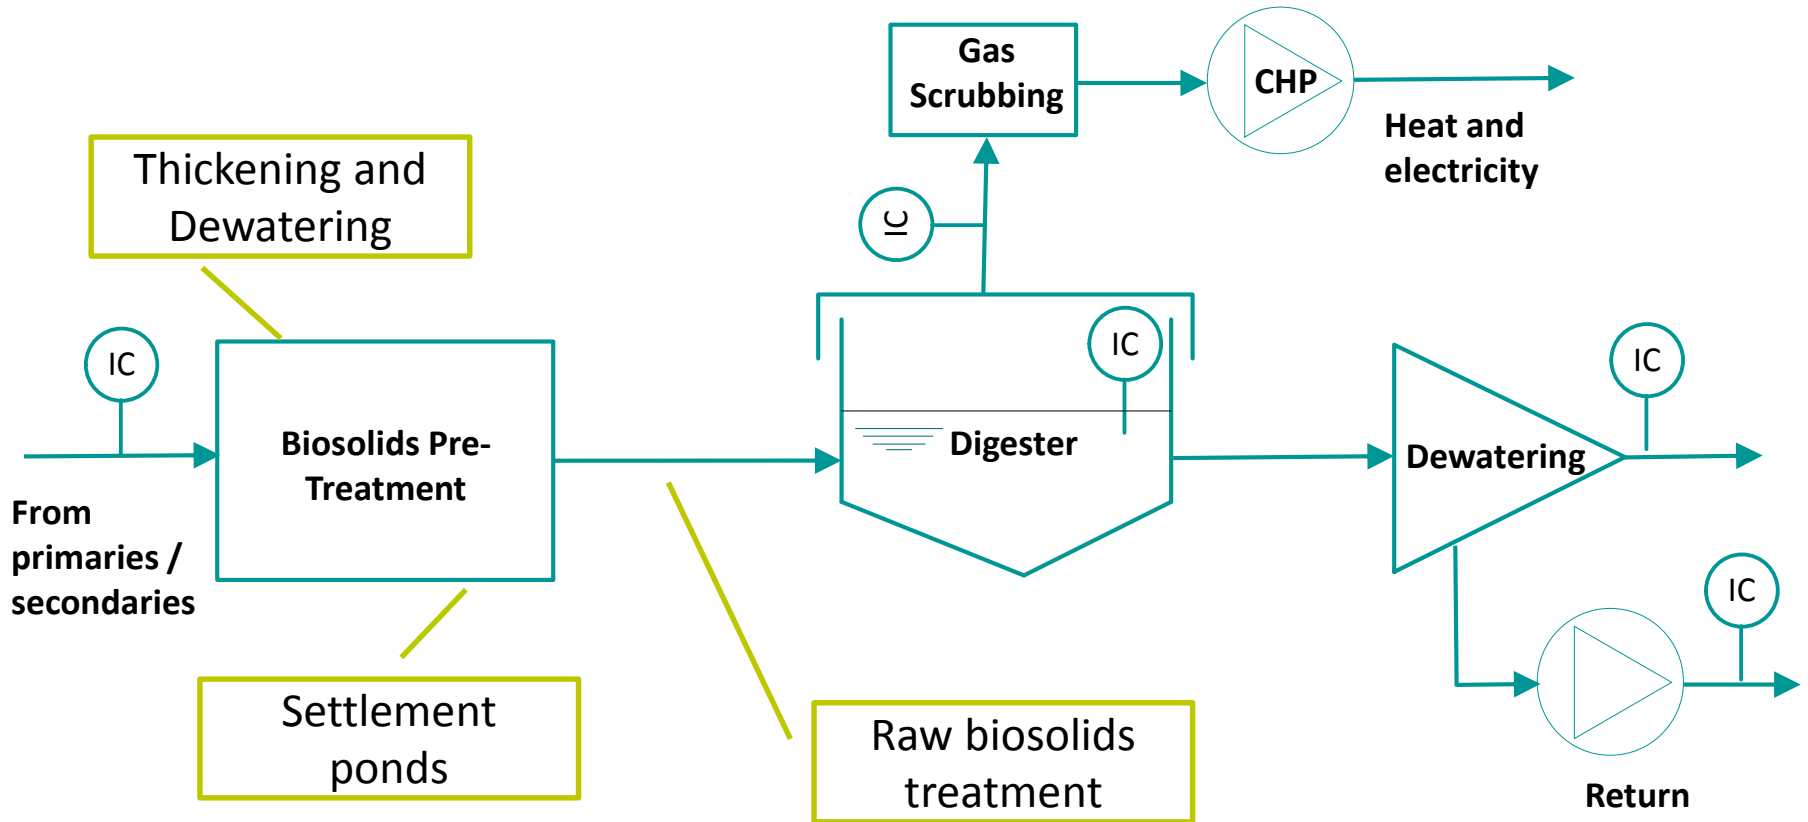 Gas
Scrubbing
CHP
Heat and
electricity
Thickening and
Dewatering
IC
IC
IC
IC
Biosolids Pre-
Treatment
Digester
Dewatering
From
primaries /
secondaries
IC
Settlement
ponds
Raw biosolids
treatment
Return